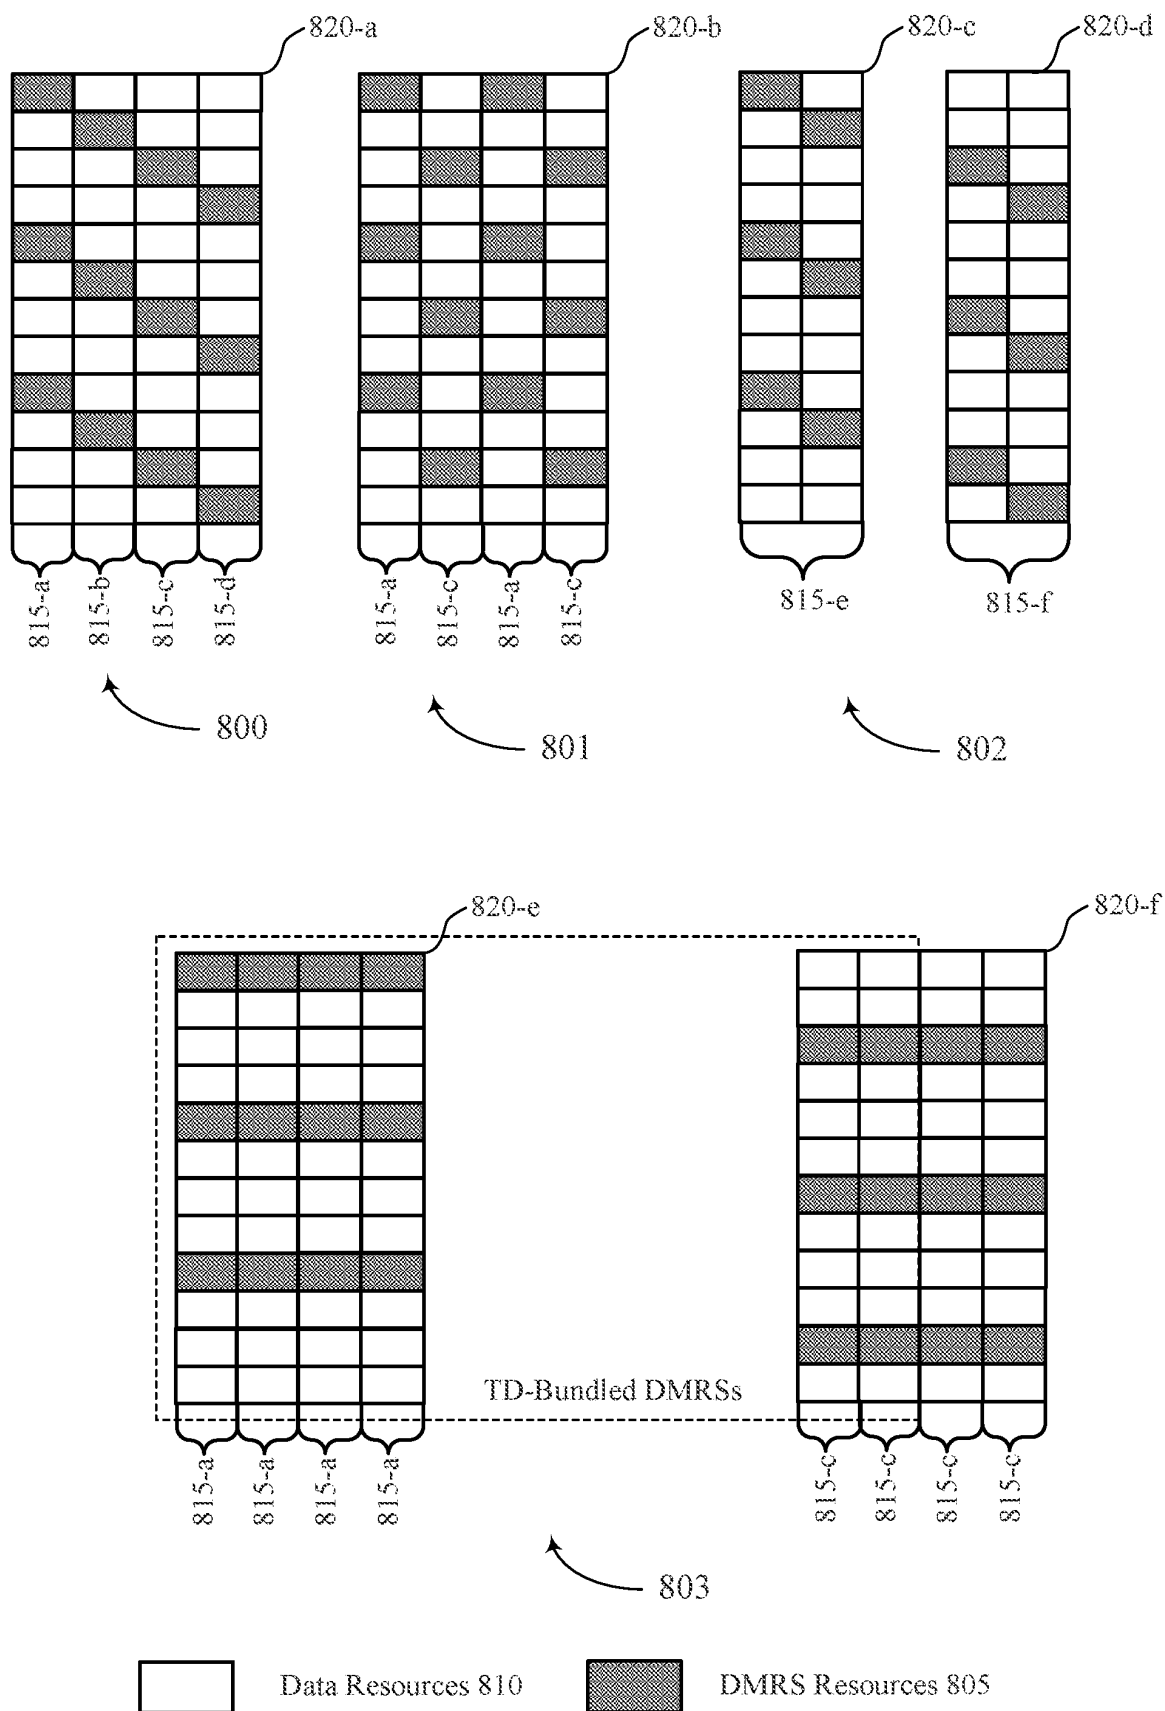 820-a
820-b
820-c
820-d
815-a
815-b
815-c
815-d
815-a
815-c
815-a
815-c
815-e
815-f
800
801
802
820-e
820-f
TD-Bundled DMRSs
815-a
815-a
815-a
815-a
815-c
815-c
815-c
815-c
803
Data Resources 810
DMRS Resources 805